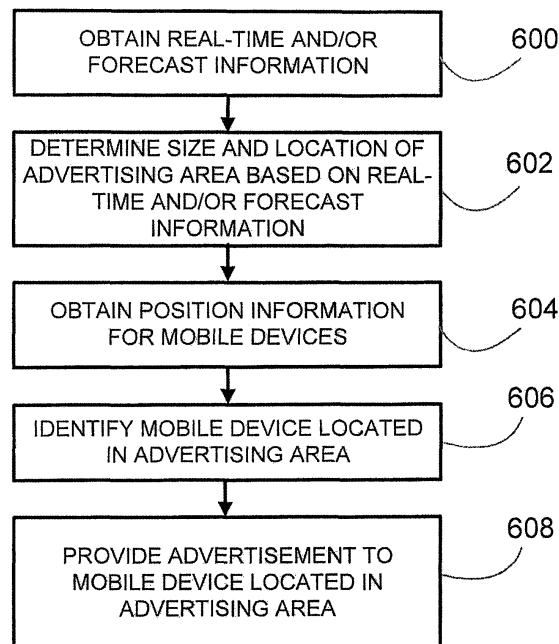 OBTAIN REAL-TIME AND/OR
FORECAST INFORMATION
600
DETERMINE SIZE AND LOCATION OF
ADVERTISING AREA BASED ON REAL-
TIME AND/OR FORECAST
INFORMATION
602
OBTAIN POSITION INFORMATION
FOR MOBILE DEVICES
604
IDENTIFY MOBILE DEVICE LOCATED
IN ADVERTISING AREA
606
PROVIDE ADVERTISEMENT TO
MOBILE DEVICE LOCATED IN
ADVERTISING AREA
608